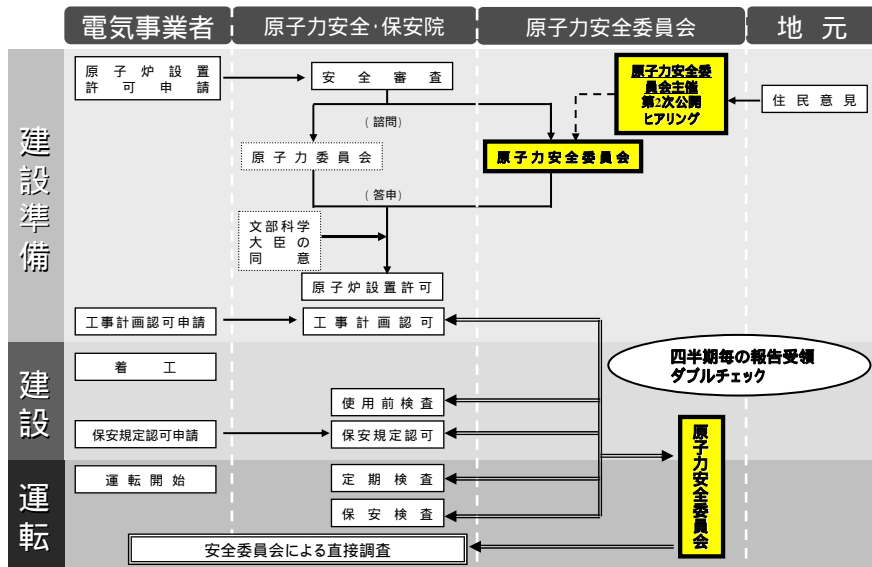 電気事業者
原子力安全・保安院
原子力安全委員会
地 元
建設準備
原 子 炉 設 置
許 可 申 請
安 全 審 査
原子力安全委
員会主催
第2次公開
ヒアリング
住 民 意 見
(諮問)
原 子 力 委 員 会
原 子 力 安 全 委 員 会
(答申)
文部科学
大 臣 の
同 意
原 子 炉 設 置 許 可
工事計画認可申請
工 事 計 画 認 可
建設
着 工
四半期毎の報告受領
ダブルチェック
使 用 前 検 査
保安規定認可申請
保安規定認可
原子力安全委員会
運転
運 転 開 始
定 期 検 査
保 安 検 査
安全委員会による直接調査